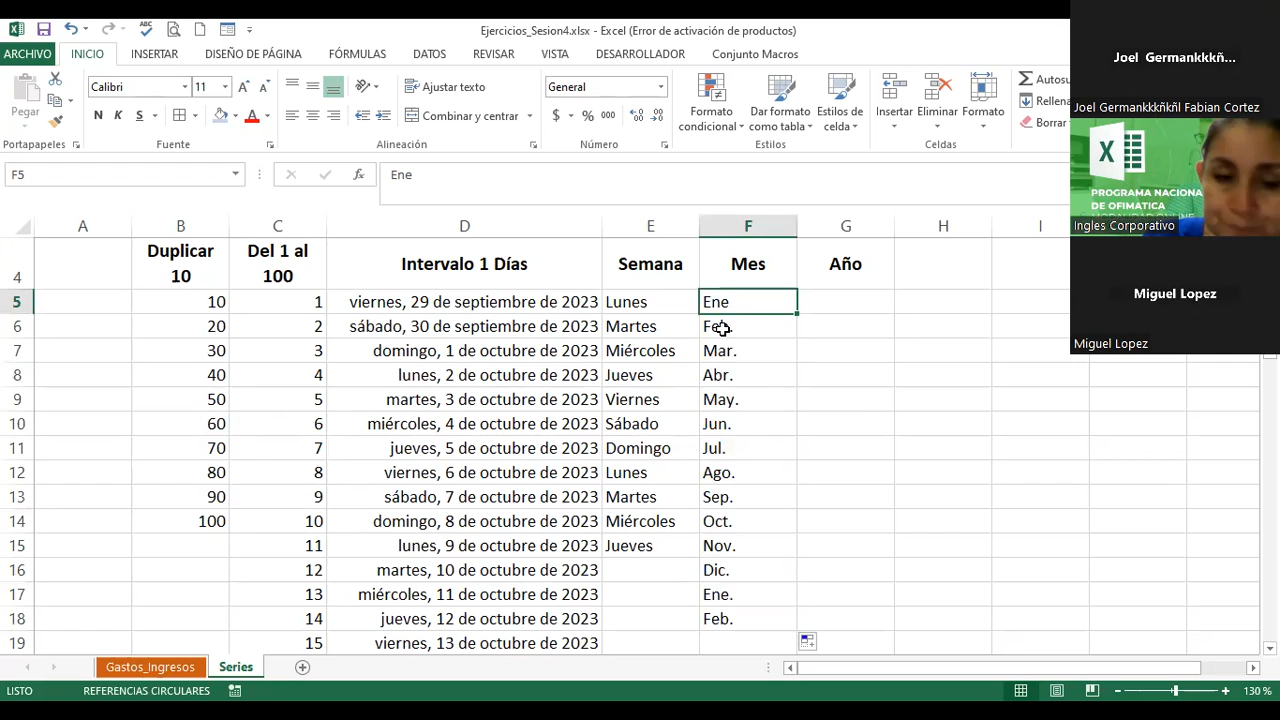 Ejercicios_Sesion4.xlsx - Excel (Error de activación de productos)
ARCHIVO INICIO INSERTAR DISEÑO DE PÁGINA FÓRMULAS DATOS REVISAR VISTA DESARROLLADOR Conjunto Macros
Calibri 11 Ajustar texto General Autosu
Pegar N K S A Combinar y centrar $ % 000 Formato condicional Dar formato como tabla Estilos de celda Insertar Eliminar Formato Rellena
Borrar
Portapapeles Fuente Alineación Número Estilos Celdas
F5 fx Ene
A B C D E F G H I
4 Duplicar 10 Del 1 al 100 Intervalo 1 Días Semana Mes Año
5 10 1 viernes, 29 de septiembre de 2023 Lunes Ene
6 20 2 sábado, 30 de septiembre de 2023 Martes
7 30 3 domingo, 1 de octubre de 2023 Miércoles Mar.
8 40 4 lunes, 2 de octubre de 2023 Jueves Abr.
9 50 5 martes, 3 de octubre de 2023 Viernes May.
10 60 6 miércoles, 4 de octubre de 2023 Sábado Jun.
11 70 7 jueves, 5 de octubre de 2023 Domingo Jul.
12 80 8 viernes, 6 de octubre de 2023 Lunes Ago.
13 90 9 sábado, 7 de octubre de 2023 Martes Sep.
14 100 10 domingo, 8 de octubre de 2023 Miércoles Oct.
15 11 lunes, 9 de octubre de 2023 Jueves Nov.
16 12 martes, 10 de octubre de 2023 Dic.
17 13 miércoles, 11 de octubre de 2023 Ene.
18 14 jueves, 12 de octubre de 2023 Feb.
19 15 viernes, 13 de octubre de 2023
Gastos_Ingresos Series
LISTO REFERENCIAS CIRCULARES 130 %
Joel Germankkkñ...
Joel Germankkkñkñl Fabian Cortez
X
PROGRAMA NACIONA
DE OFIMATICA
Ingles Corporativo
Miguel Lopez
Miguel Lopez